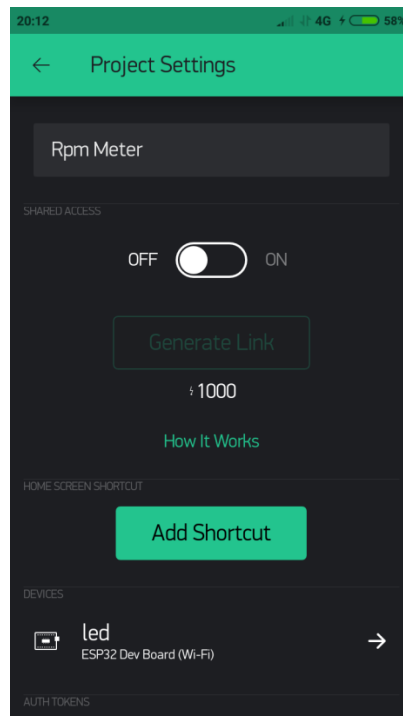 20:12 4G 58%
Project Settings
Rpm Meter
SHARED ACCESS
OFF ON
Generate Link
1000
How It Works
HOME SCREEN SHORTCUT
Add Shortcut
DEVICES
led
ESP32 Dev Board (Wi-Fi)
AUTH TOKENS